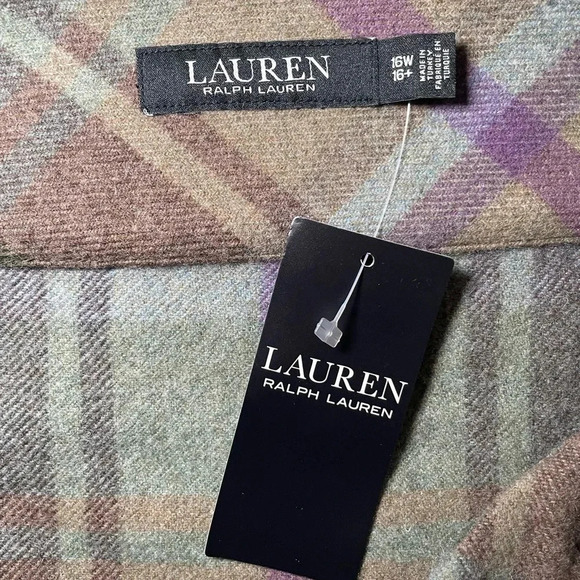 LAUREN
RALPH LAUREN
16W
16+
MADE IN
TURKEY
FABRIQUÉ EN
TURQUIE
LAUREN
RALPH LAUREN